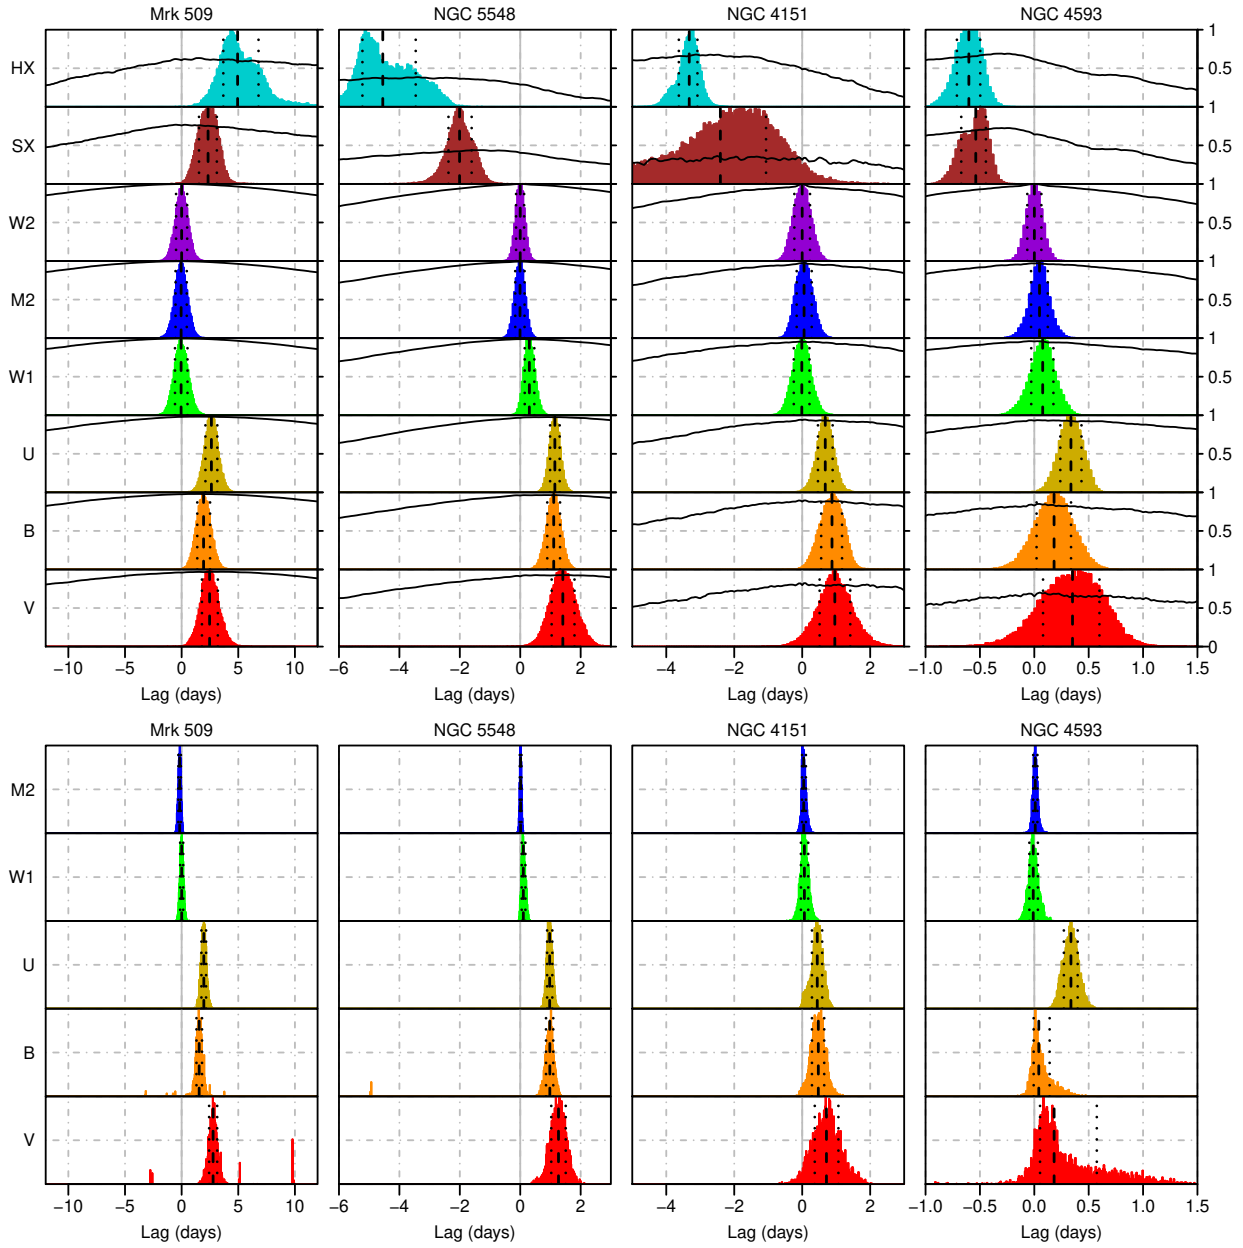 Mrk 509 NGC 5548 NGC 4151 NGC 4593
HX 1
0.5
SX 1
0.5
W2 1
0.5
M2 1
0.5
W1 1
0.5
U 1
0.5
B 1
0.5
V 1
0.5
0
−10 −5 0 5 10 −6 −4 −2 0 2 −4 −2 0 2 −1.0 −0.5 0.0 0.5 1.0 1.5
Lag (days) Lag (days) Lag (days) Lag (days)
Mrk 509 NGC 5548 NGC 4151 NGC 4593
M2
W1
U
B
V
−10 −5 0 5 10 −6 −4 −2 0 2 −4 −2 0 2 −1.0 −0.5 0.0 0.5 1.0 1.5
Lag (days) Lag (days) Lag (days) Lag (days)